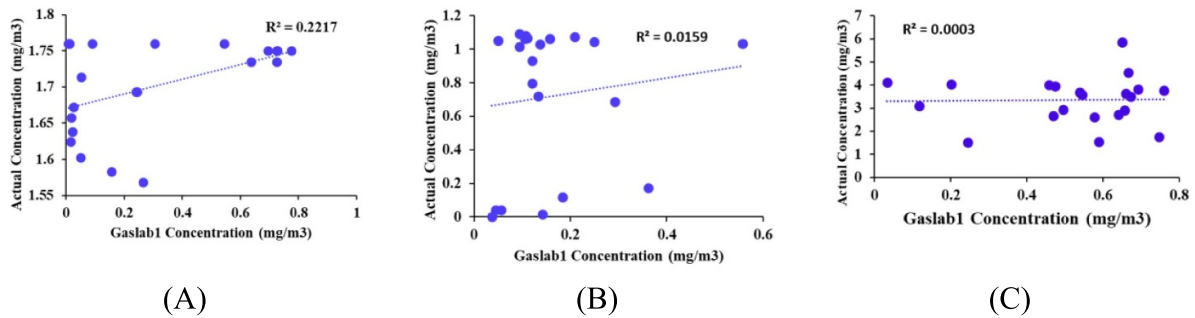 R² = 0.2217
Actual Concentration (mg/m3)
1.8
1.75
1.7
1.65
1.6
1.55
0 0.2 0.4 0.6 0.8 1
Gaslab1 Concentration (mg/m3)
(A)
R² = 0.0159
Actual Concentration (mg/m3)
1.2
1
0.8
0.6
0.4
0.2
0
0 0.2 0.4 0.6
Gaslab1 Concentration (mg/m3)
(B)
R² = 0.0003
Actual Concentration (mg/m3)
7
6
5
4
3
2
1
0
0 0.2 0.4 0.6 0.8
Gaslab1 Concentration (mg/m3)
(C)